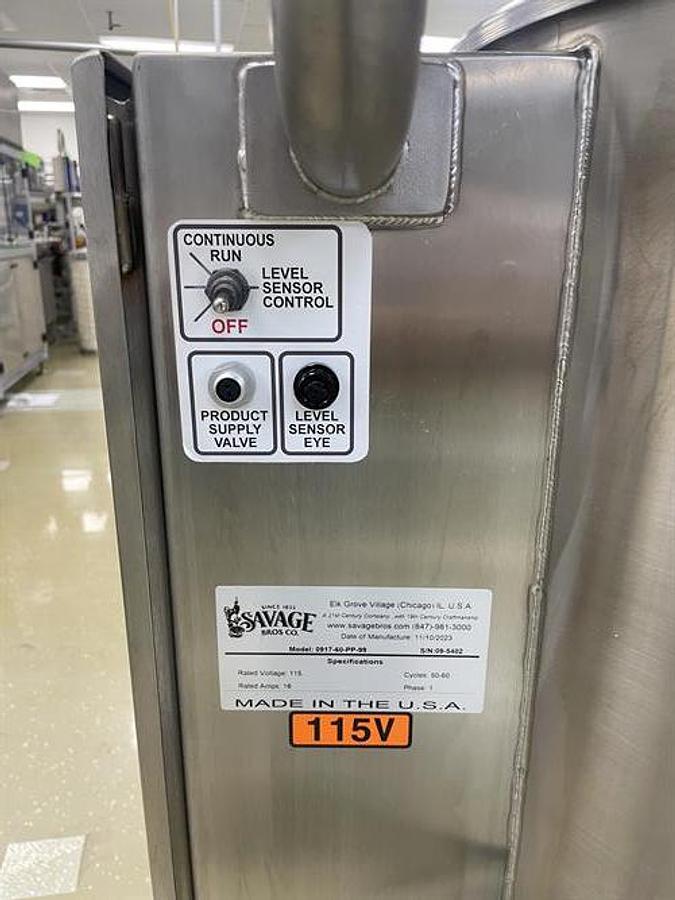 CONTINUOUS
RUN
LEVEL
SENSOR
CONTROL
OFF
PRODUCT
SUPPLY
VALVE
LEVEL
SENSOR
EYE
SINCE 1855
SAVAGE
BROS CO.
Elk Grove Village (Chicago) IL, U.S.A
A 21st Century Company...with 19th Century Craftmanship
www.savagebros.com (847)-981-3000
Date of Manufacture: 11/10/2023
Model: 0917-60-PP-99 S/N:09-5402
Specifications
Rated Voltage: 115 Cycles: 50-60
Rated Amps: 16 Phase: 1
MADE IN THE U.S.A.
115V